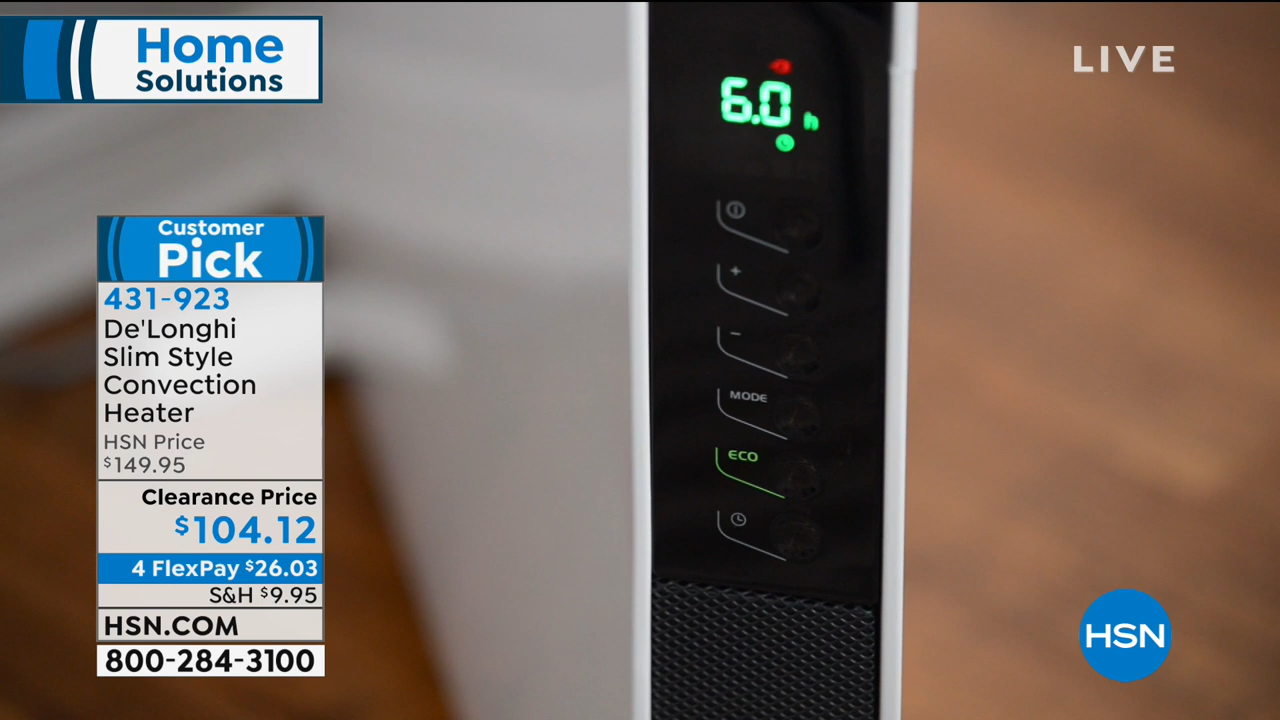 Home
Solutions
LIVE
6.0 h
MODE
ECO
Customer
Pick
431-923
De'Longhi
Slim Style
Convection
Heater
HSN Price
$149.95
Clearance Price
$104.12
4 FlexPay $26.03
S&H $9.95
HSN.COM
800-284-3100
HSN